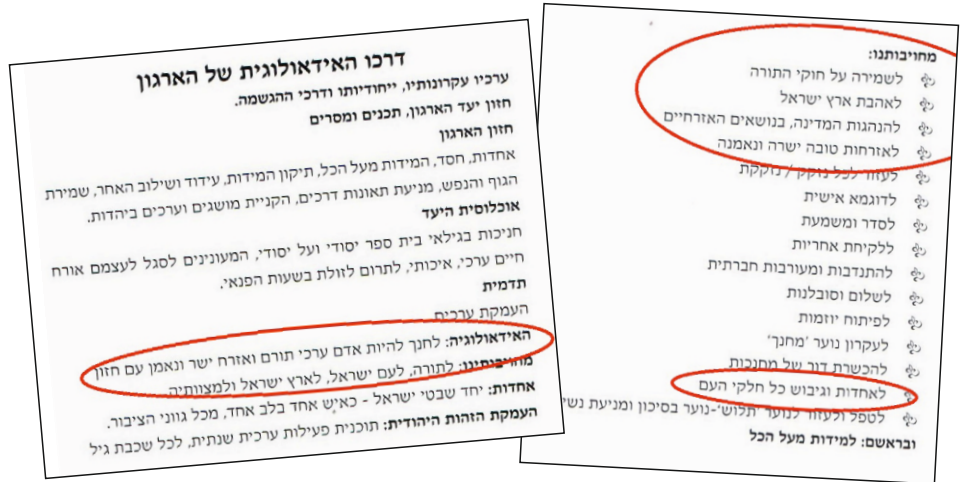 דרכו האידאולוגית של הארגון
ערכיו עקרונותיו, ייחודיותו ודרכי ההגשמה.
חזון יעד הארגון, תכנים ומסרים
חזון הארגון
אחדות, חסד, המידות מעל הכל, תיקון המידות, עידוד ושילוב האחר, שמירת
הגוף והנפש, מניעת תאונות דרכים, הקניית מושגים וערכים ביהדות.
אוכלוסית היעד
חניכות בגילאי בית ספר יסודי ועל יסודי, המעונינים לסגל לעצמם אורח
חיים ערכי, איכותי, לתרום לזולת בשעות הפנאי.
תדמית
העמקת ערכים
האידאולוגיה: לחנך להיות אדם ערכי תורם ואזרח ישר ונאמן עם חזון
מחויבותינו: לתורה, לעם ישראל, לארץ ישראל ולמצוותיה.
אחדות: יחד שבטי ישראל - כאיש אחד בלב אחד, מכל גווני הציבור.
העמקת הזהות היהודית: תוכנית פעילות ערכית שנתית, לכל שכבת גיל
מחויבותנו:
לשמירה על חוקי התורה
לאהבת ארץ ישראל
להנהגות המדינה, בנושאים האזרחיים
לאזרחות טובה ישרה ונאמנה
לעזור לכל נזקק / נזקקת
לדוגמא אישית
לסדר ומשמעת
ללקיחת אחריות
להתנדבות ומעורבות חברתית
לשלום וסובלנות
לפיתוח יוזמות
לעקרון נוער 'מחנך'
להכשרת דור של מחנכות
לאחדות וגיבוש כל חלקי העם
לטפל ולעזור לנוער 'תלוש'-נוער בסיכון ומניעת נשי
ובראשם: למידות מעל הכל